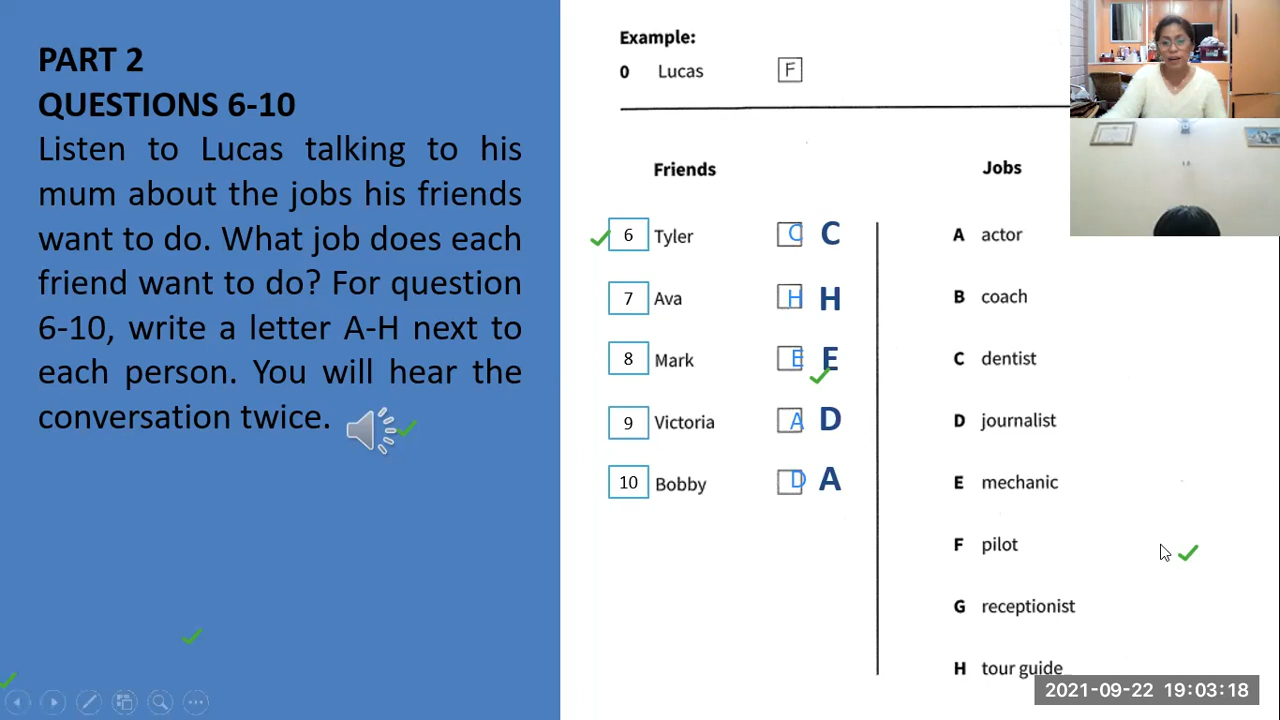 PART 2
QUESTIONS 6-10
Listen to Lucas talking to his
mum about the jobs his friends
want to do. What job does each
friend want to do? For question
6-10, write a letter A-H next to
each person. You will hear the
conversation twice.
Example:
0 Lucas F
Friends Jobs
6 Tyler C C
7 Ava H H
8 Mark E E
9 Victoria A D
10 Bobby D A
A actor
B coach
C dentist
D journalist
E mechanic
F pilot
G receptionist
H tour guide
2021-09-22 19:03:18